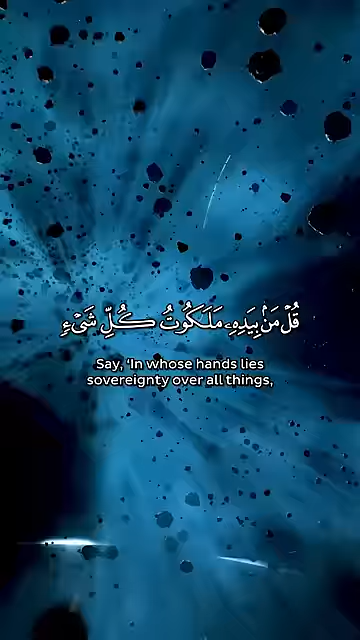 قُلْ مَنۢ بِيَدِهِۦ مَلَكُوتُ كُلِّ شَىْءٍ
Say, ‘In whose hands lies
sovereignty over all things,